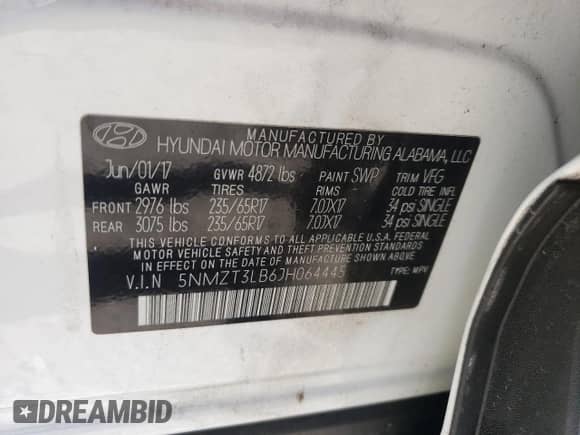 MANUFACTURED BY
HYUNDAI MOTOR MANUFACTURING ALABAMA, LLC
Jun/01/17 GVWR 4872 lbs PAINT SWP TRIM VFG
GAWR TIRES RIMS COLD TIRE INFL
FRONT 2976 lbs 235/65R17 7.0JX17 34 psi SINGLE
REAR 3075 lbs 235/65R17 7.0JX17 34 psi SINGLE
THIS VEHICLE CONFORMS TO ALL APPLICABLE U.S.A. FEDERAL
MOTOR VEHICLE SAFETY AND THEFT PREVENTION STANDARDS
IN EFFECT ON THE DATE OF MANUFACTURE SHOWN ABOVE.
V.I.N 5NMZT3LB6JH064445 TYPE: MPV
DREAMBID